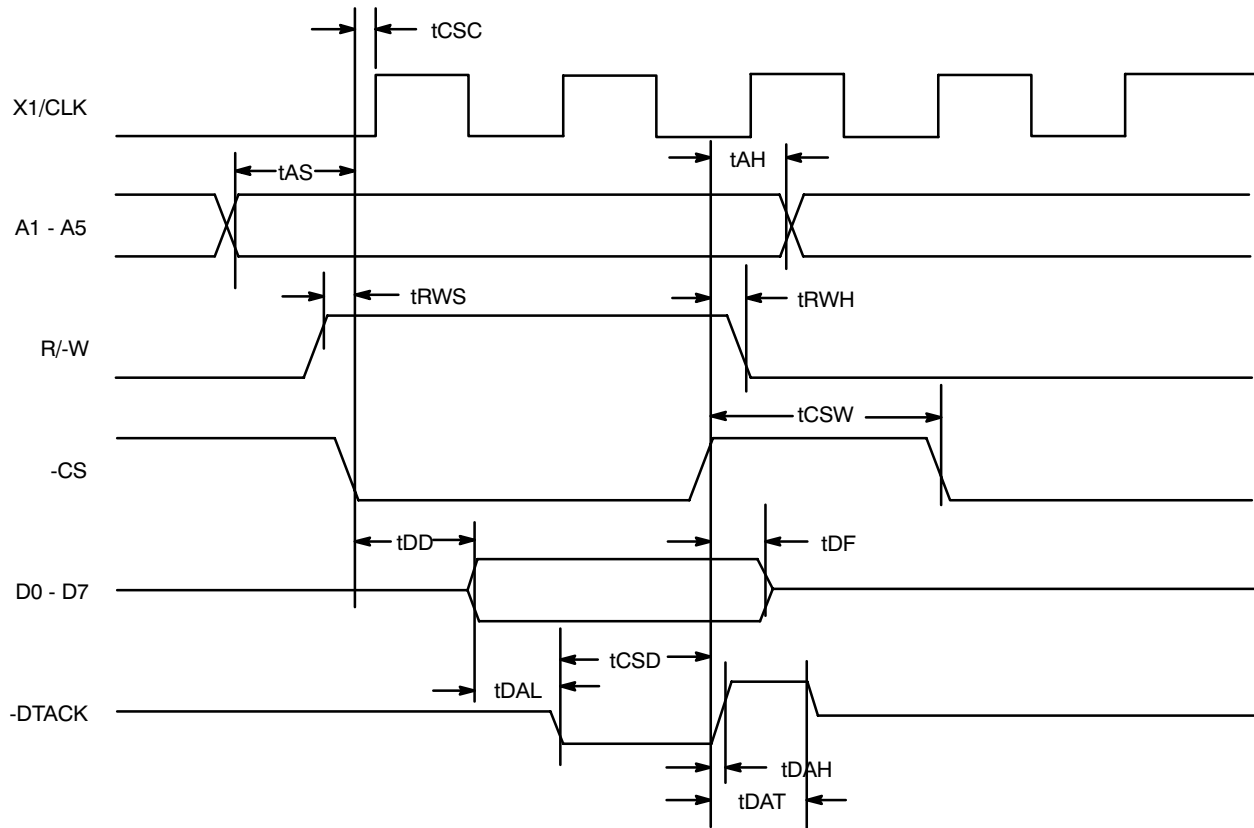 tCSC
X1/CLK
tAS
tAH
A1 - A5
tRWS
tRWH
R/-W
tCSW
-CS
tDD
tDF
D0 - D7
tCSD
tDAL
-DTACK
tDAH
tDAT